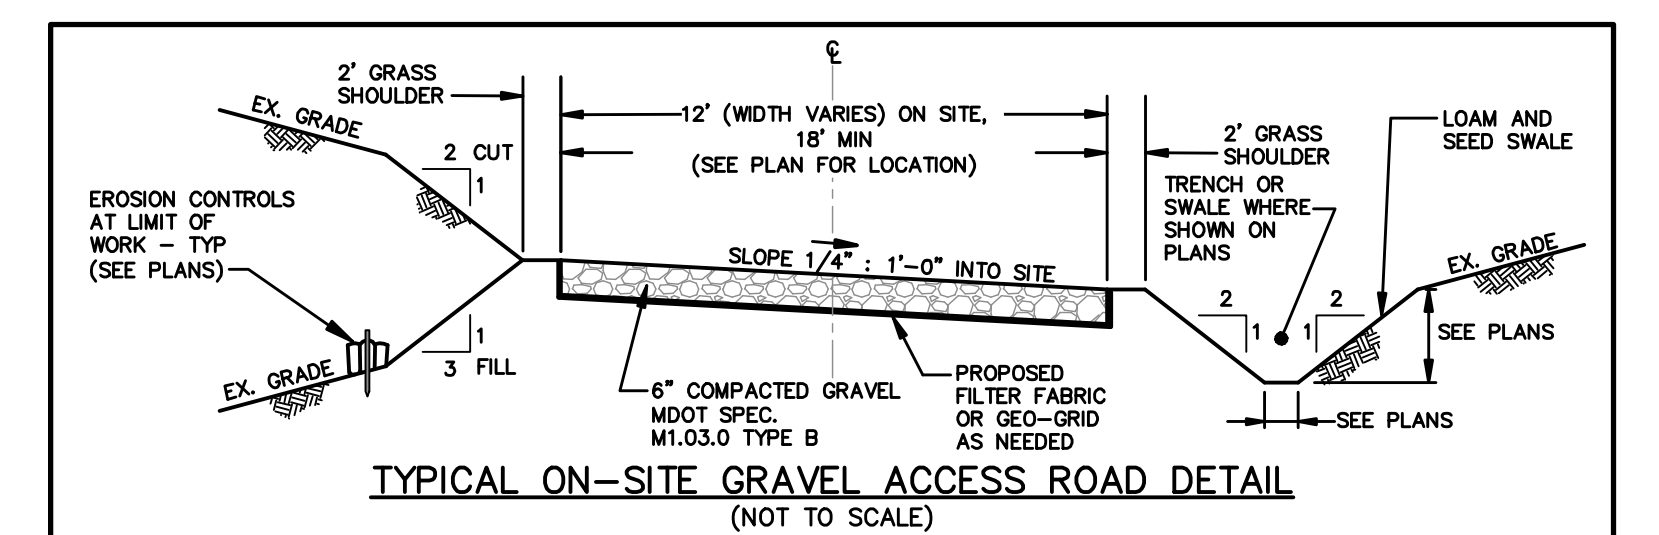 ℄
2' GRASS
SHOULDER
EX. GRADE
12' (WIDTH VARIES) ON SITE,
18' MIN
(SEE PLAN FOR LOCATION)
2' GRASS
SHOULDER
LOAM AND
SEED SWALE
2 CUT
1
EROSION CONTROLS
AT LIMIT OF
WORK - TYP
(SEE PLANS)
TRENCH OR
SWALE WHERE
SHOWN ON
PLANS
EX. GRADE
SLOPE 1/4" : 1'-0" INTO SITE
2
1
1
2
SEE PLANS
1
3 FILL
EX. GRADE
6" COMPACTED GRAVEL
MDOT SPEC.
M1.03.0 TYPE B
PROPOSED
FILTER FABRIC
OR GEO-GRID
AS NEEDED
SEE PLANS
TYPICAL ON-SITE GRAVEL ACCESS ROAD DETAIL
(NOT TO SCALE)